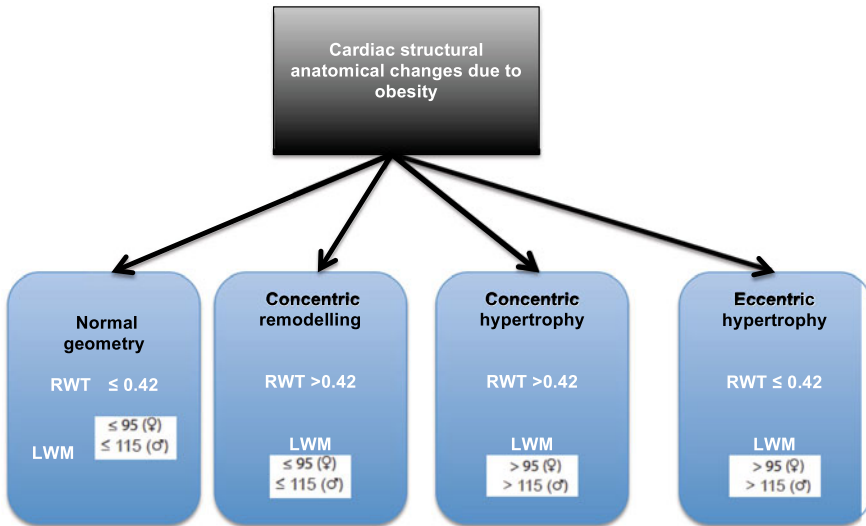 Cardiac structural
anatomical changes due to
obesity
Normal
geometry
RWT ≤ 0.42
LWM
≤ 95 (♀)
≤ 115 (♂)
Concentric
remodelling
RWT >0.42
LWM
≤ 95 (♀)
≤ 115 (♂)
Concentric
hypertrophy
RWT >0.42
LWM
> 95 (♀)
> 115 (♂)
Eccentric
hypertrophy
RWT ≤ 0.42
LWM
> 95 (♀)
> 115 (♂)